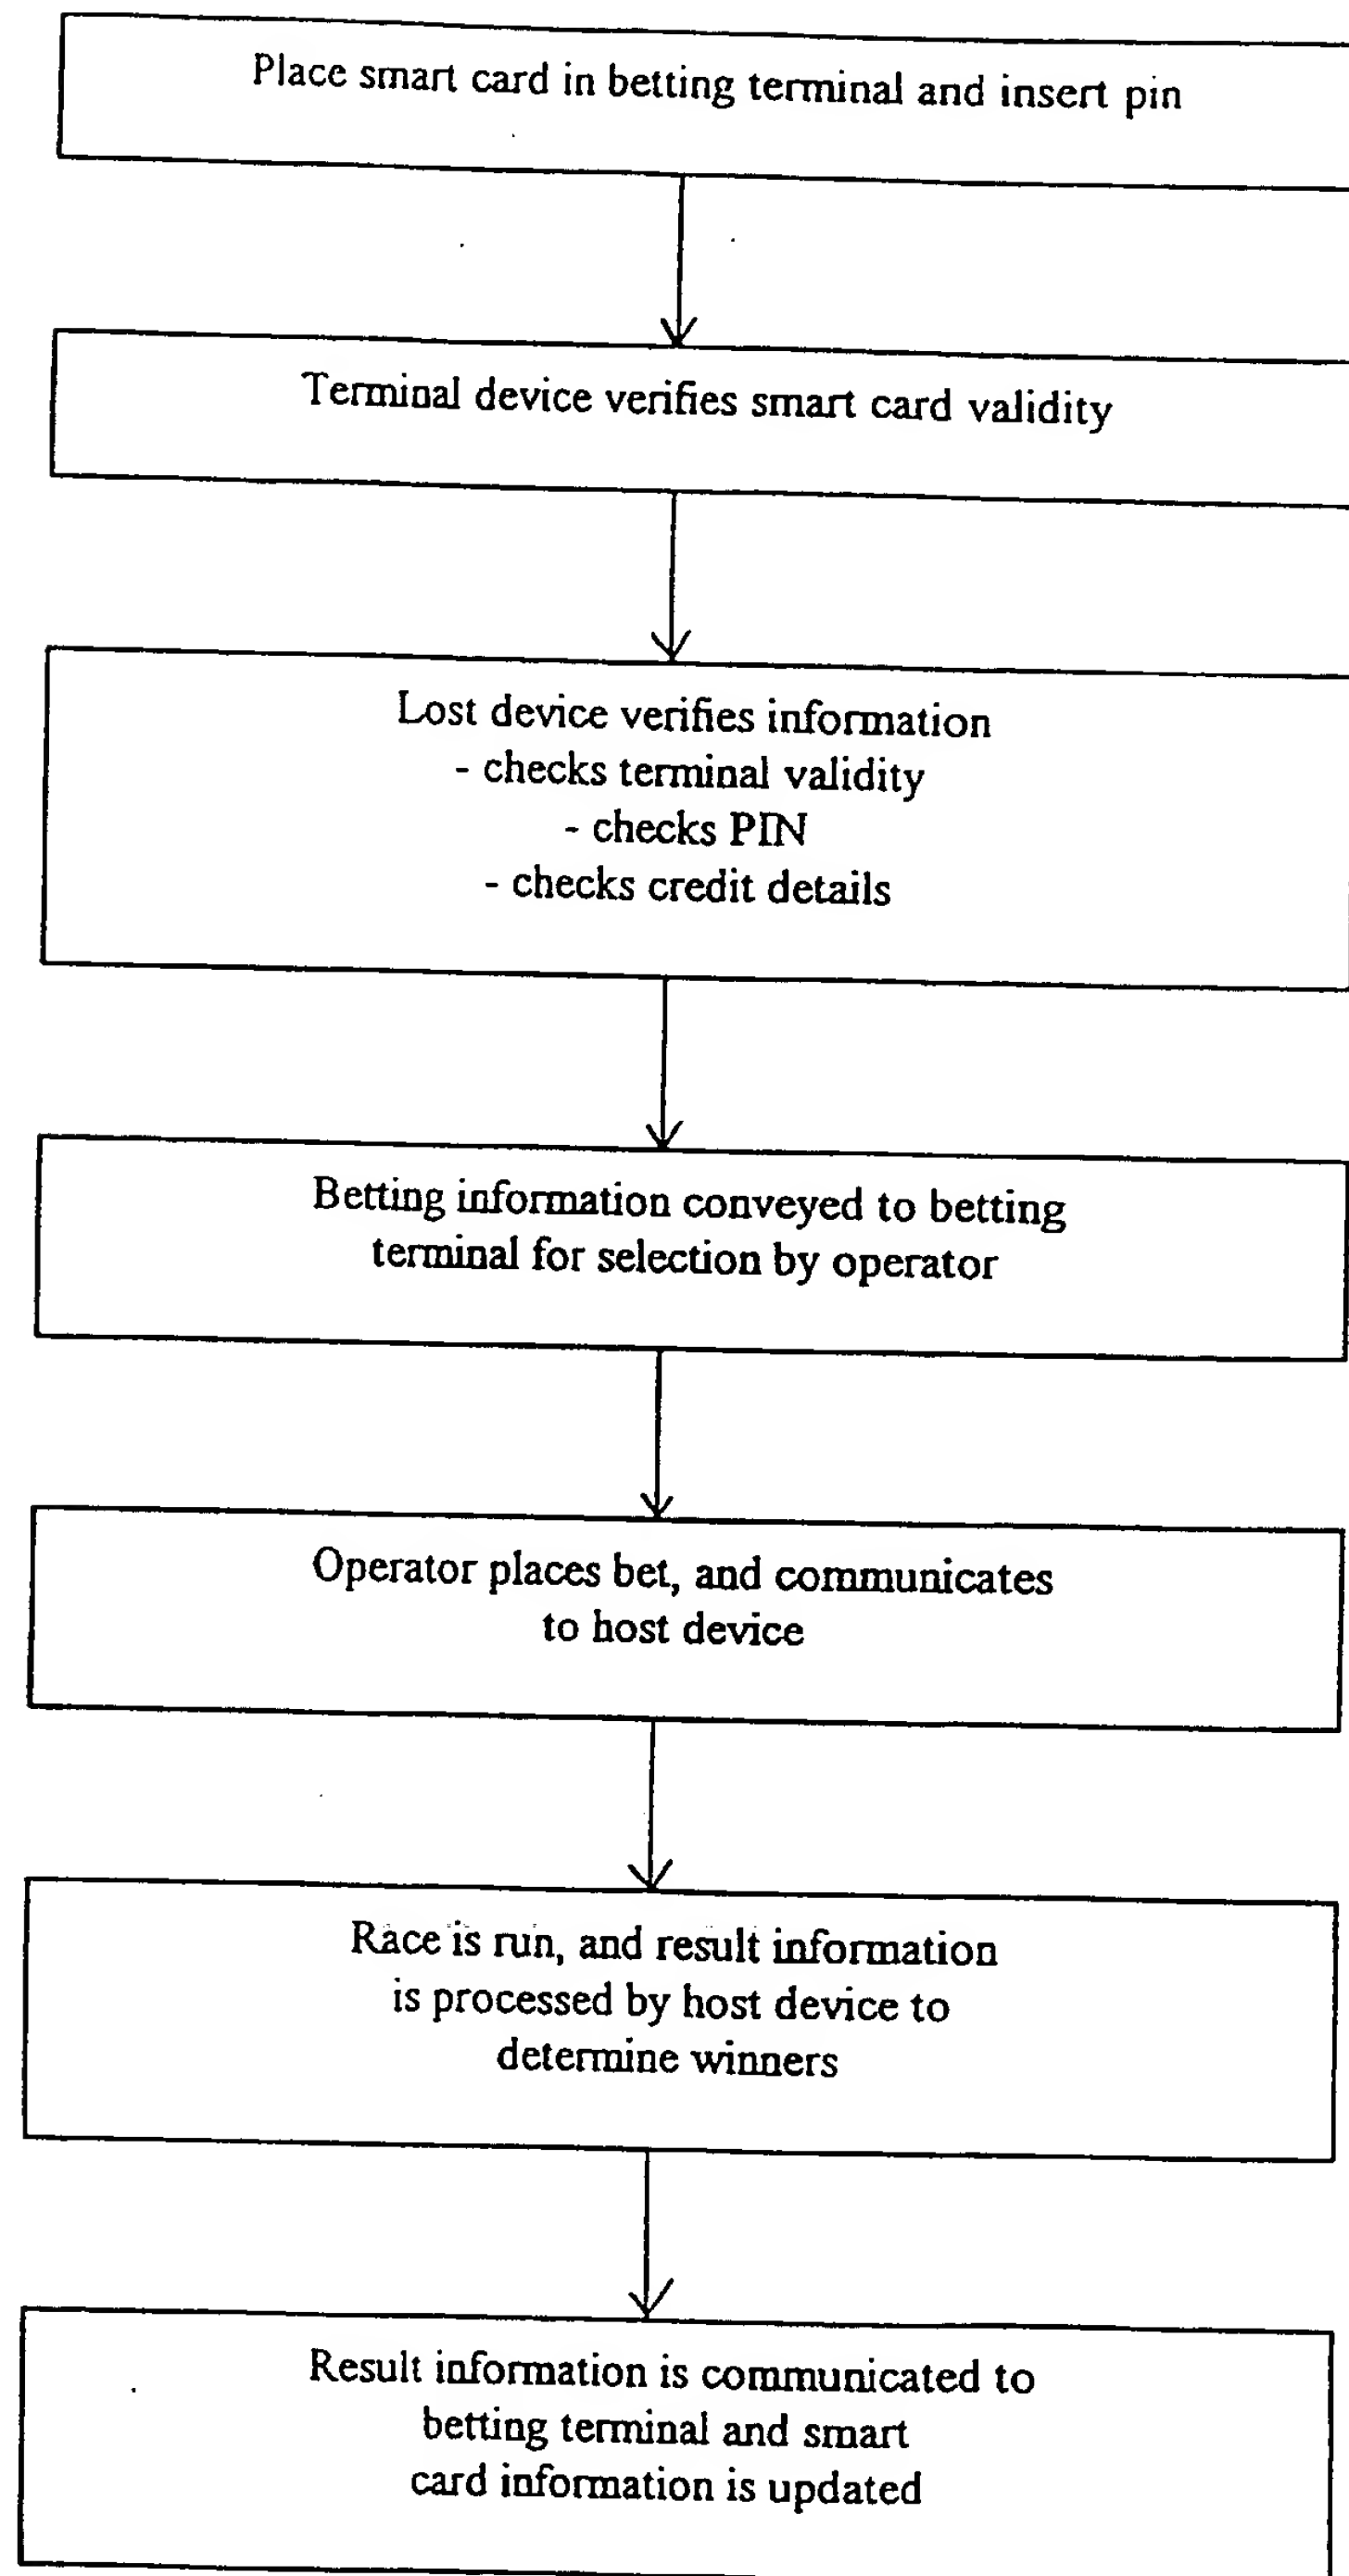 Place smart card in betting terminal and insert pin
Terminal device verifies smart card validity
Lost device verifies information
- checks terminal validity
- checks PIN
- checks credit details
Betting information conveyed to betting
terminal for selection by operator
Operator places bet, and communicates
to host device
Race is run, and result information
is processed by host device to
determine winners
Result information is communicated to
betting terminal and smart
card information is updated